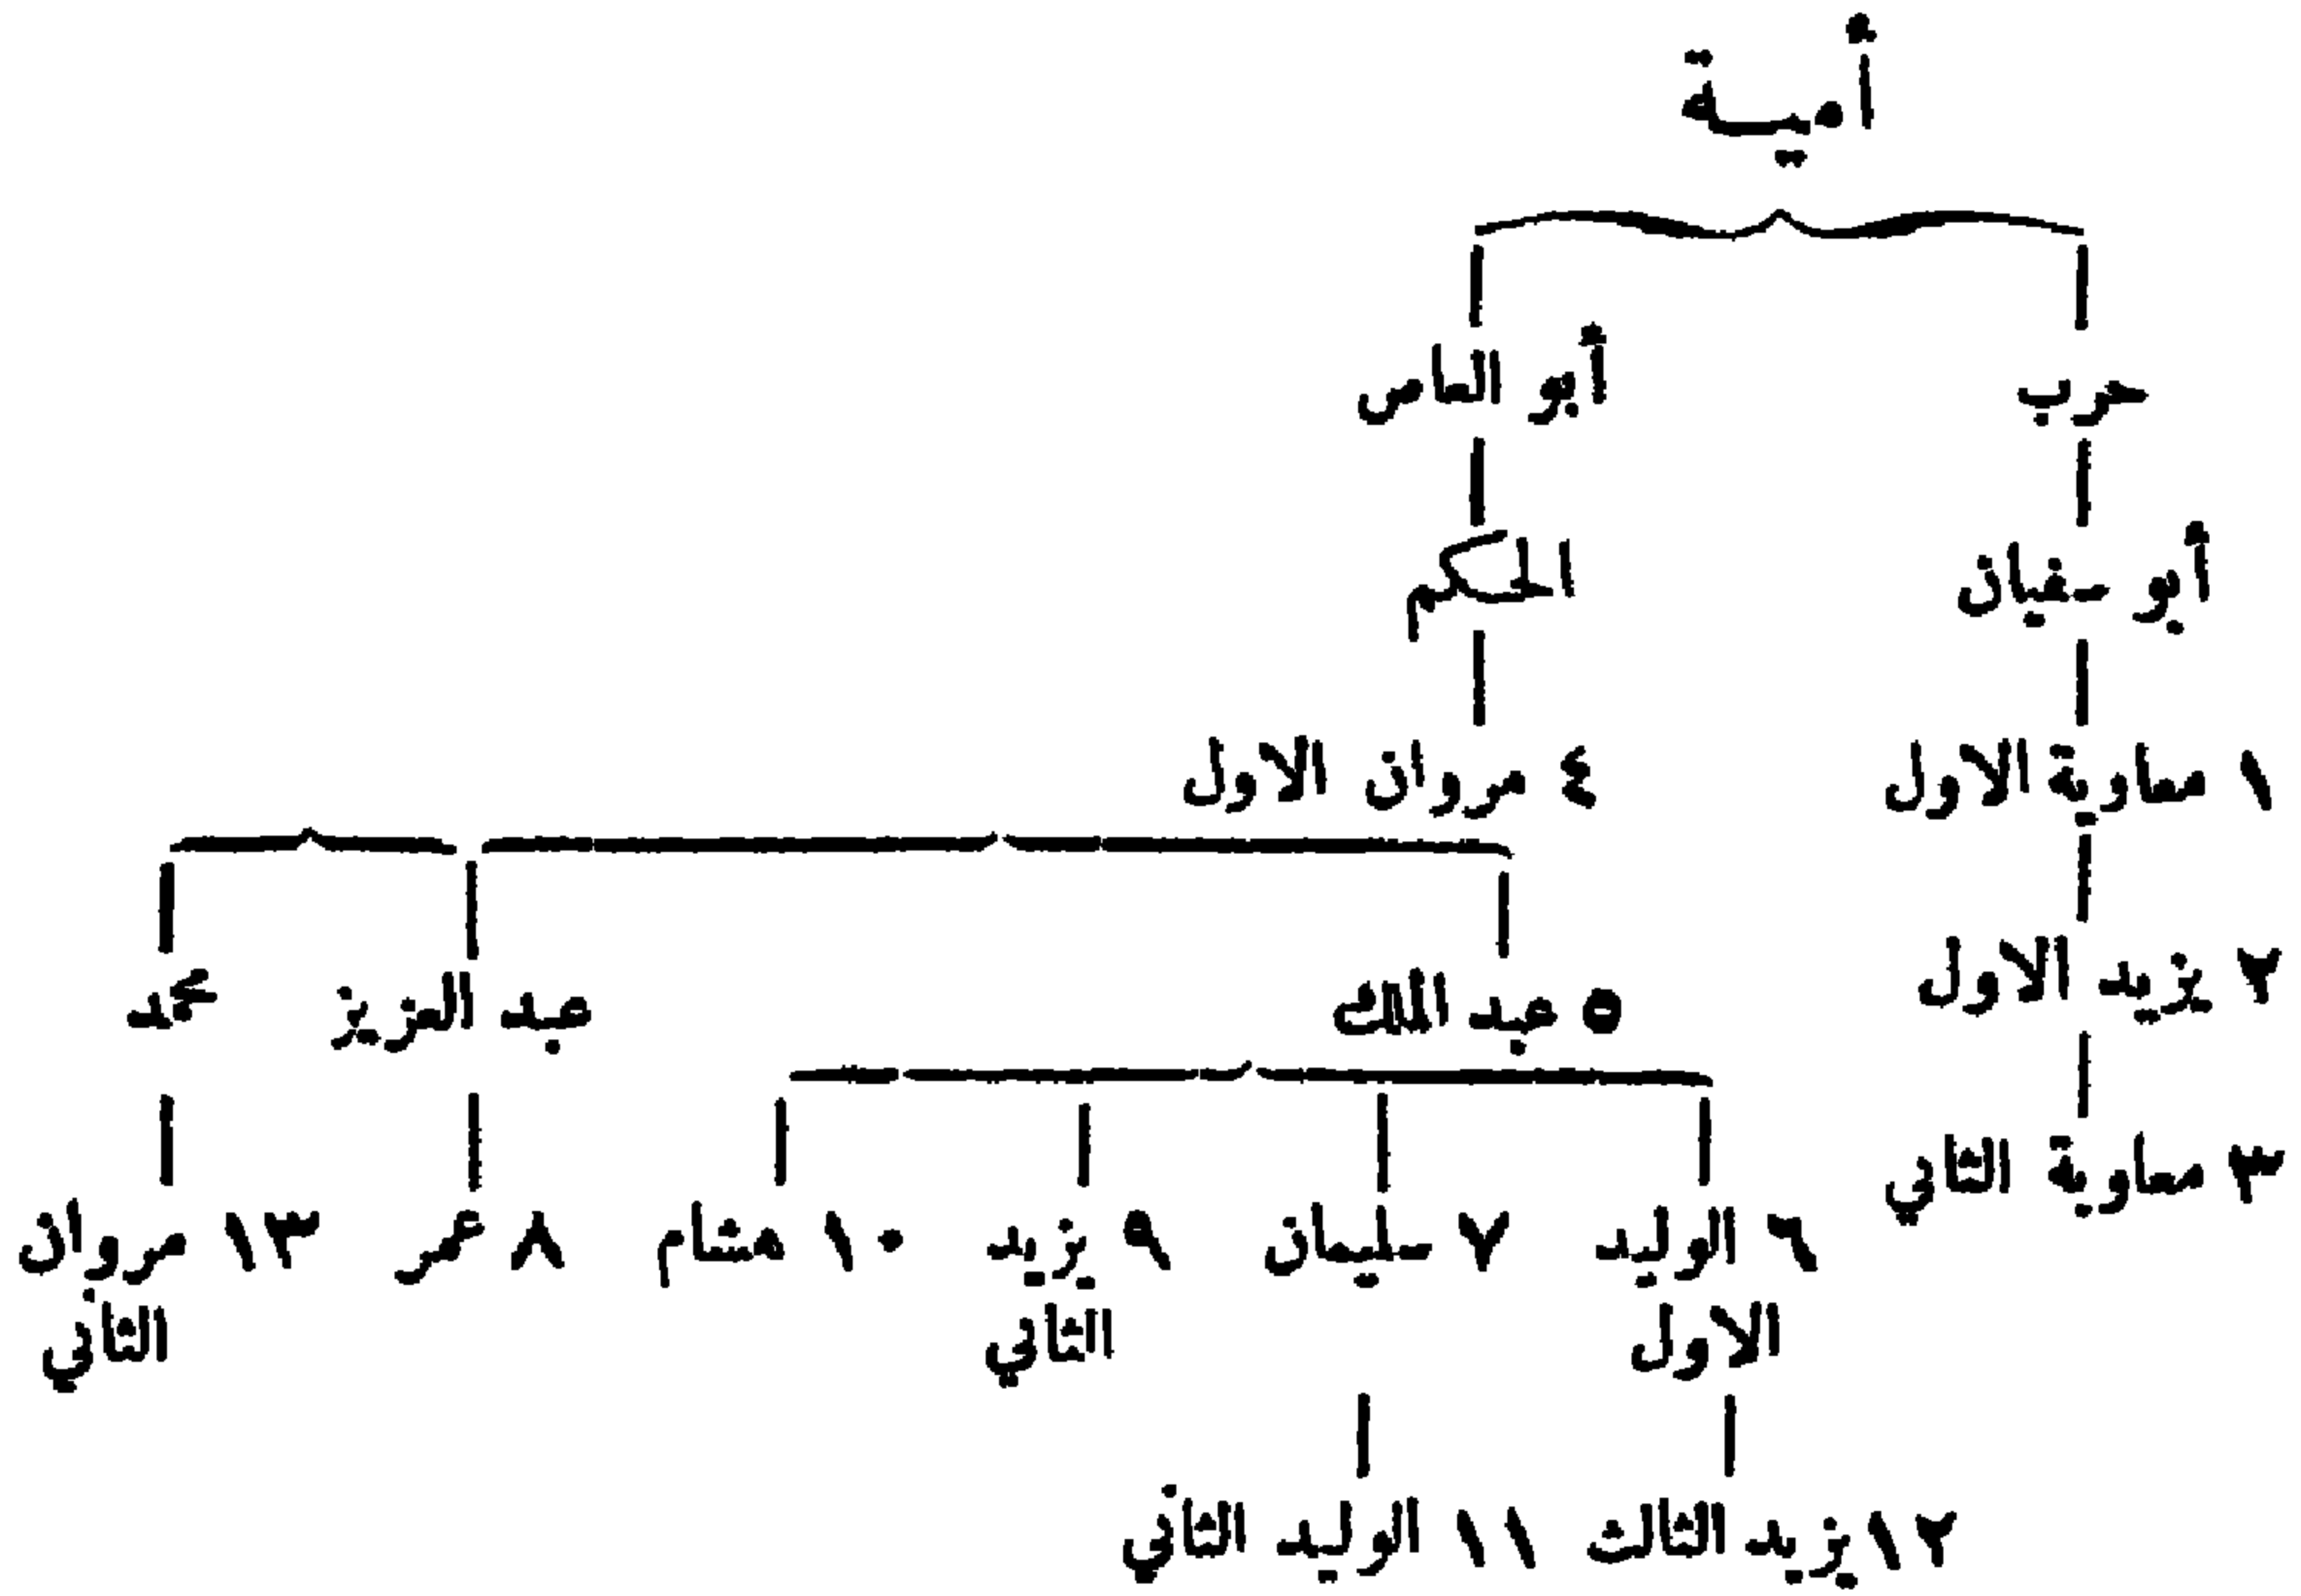 أمية
حرب
أبو العاص
أبو سفيان
الحكم
١ معاوية الاول
٤ مروان الاول
٢ يزيد الاول
٥ عبد الملك
عبد العزيز
محمد
٣ معاوية الثاني
٦ الوليد
الاول
٧ سليمان
٩ يزيد
الثاني
١٠ هشام
٨ عمر
١٣ مروان
الثاني
١٢ يزيد الثالث
١١ الوليد الثاني